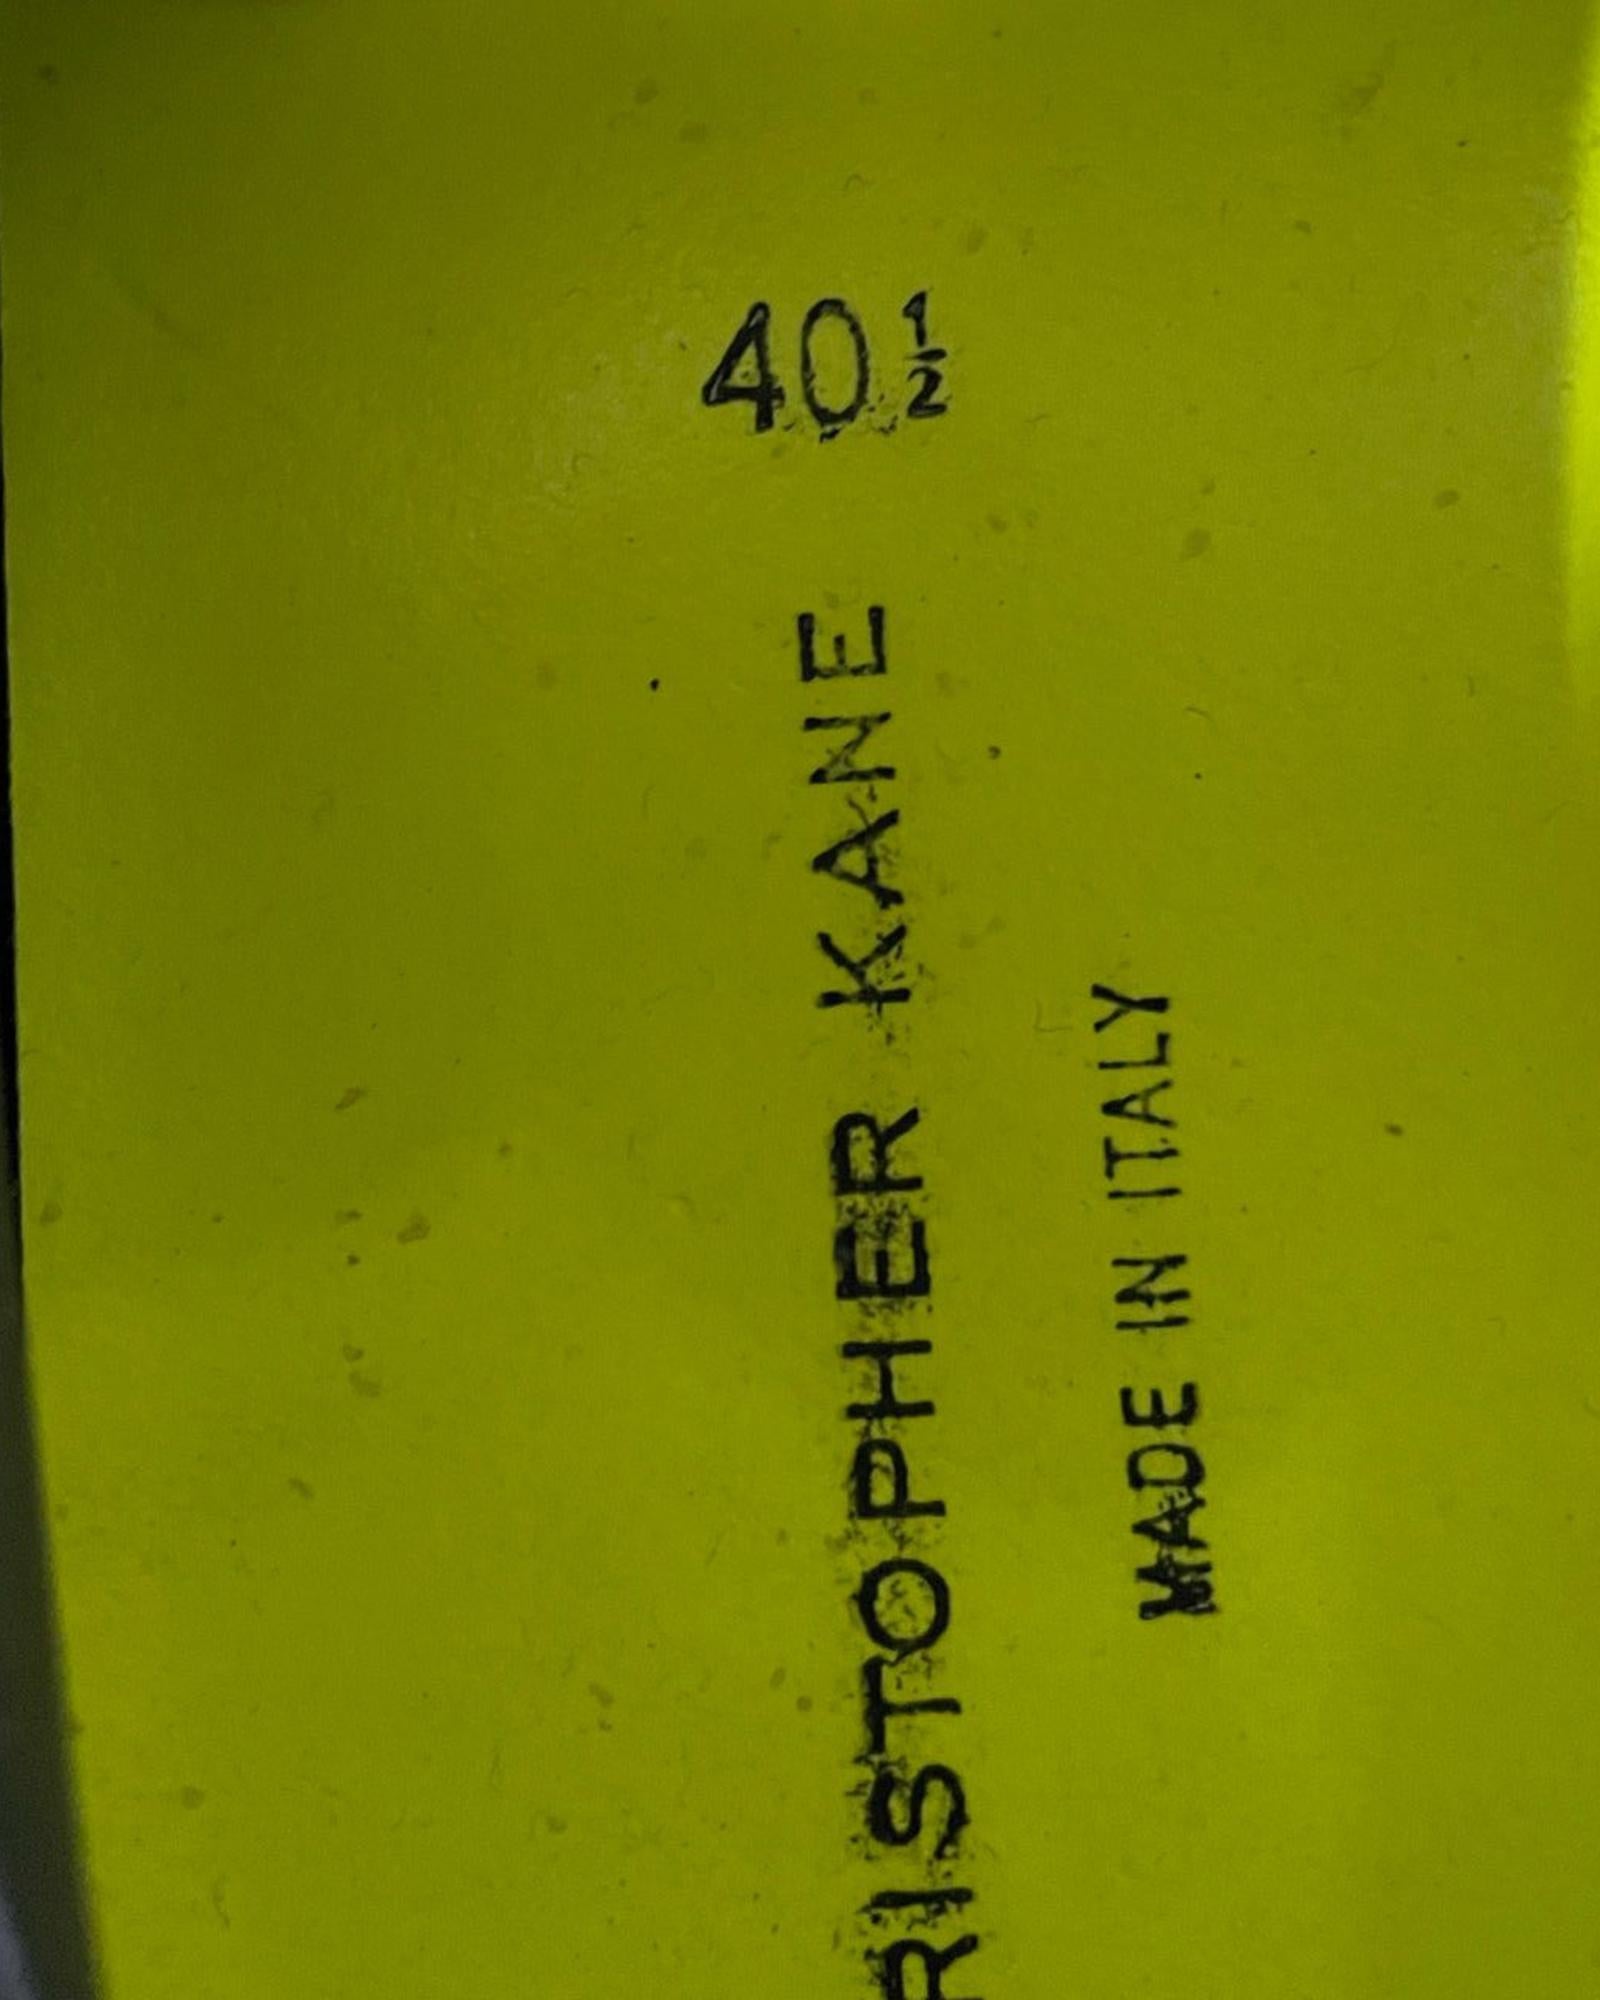 40½
RISTOPHER KANE
MADE IN ITALY